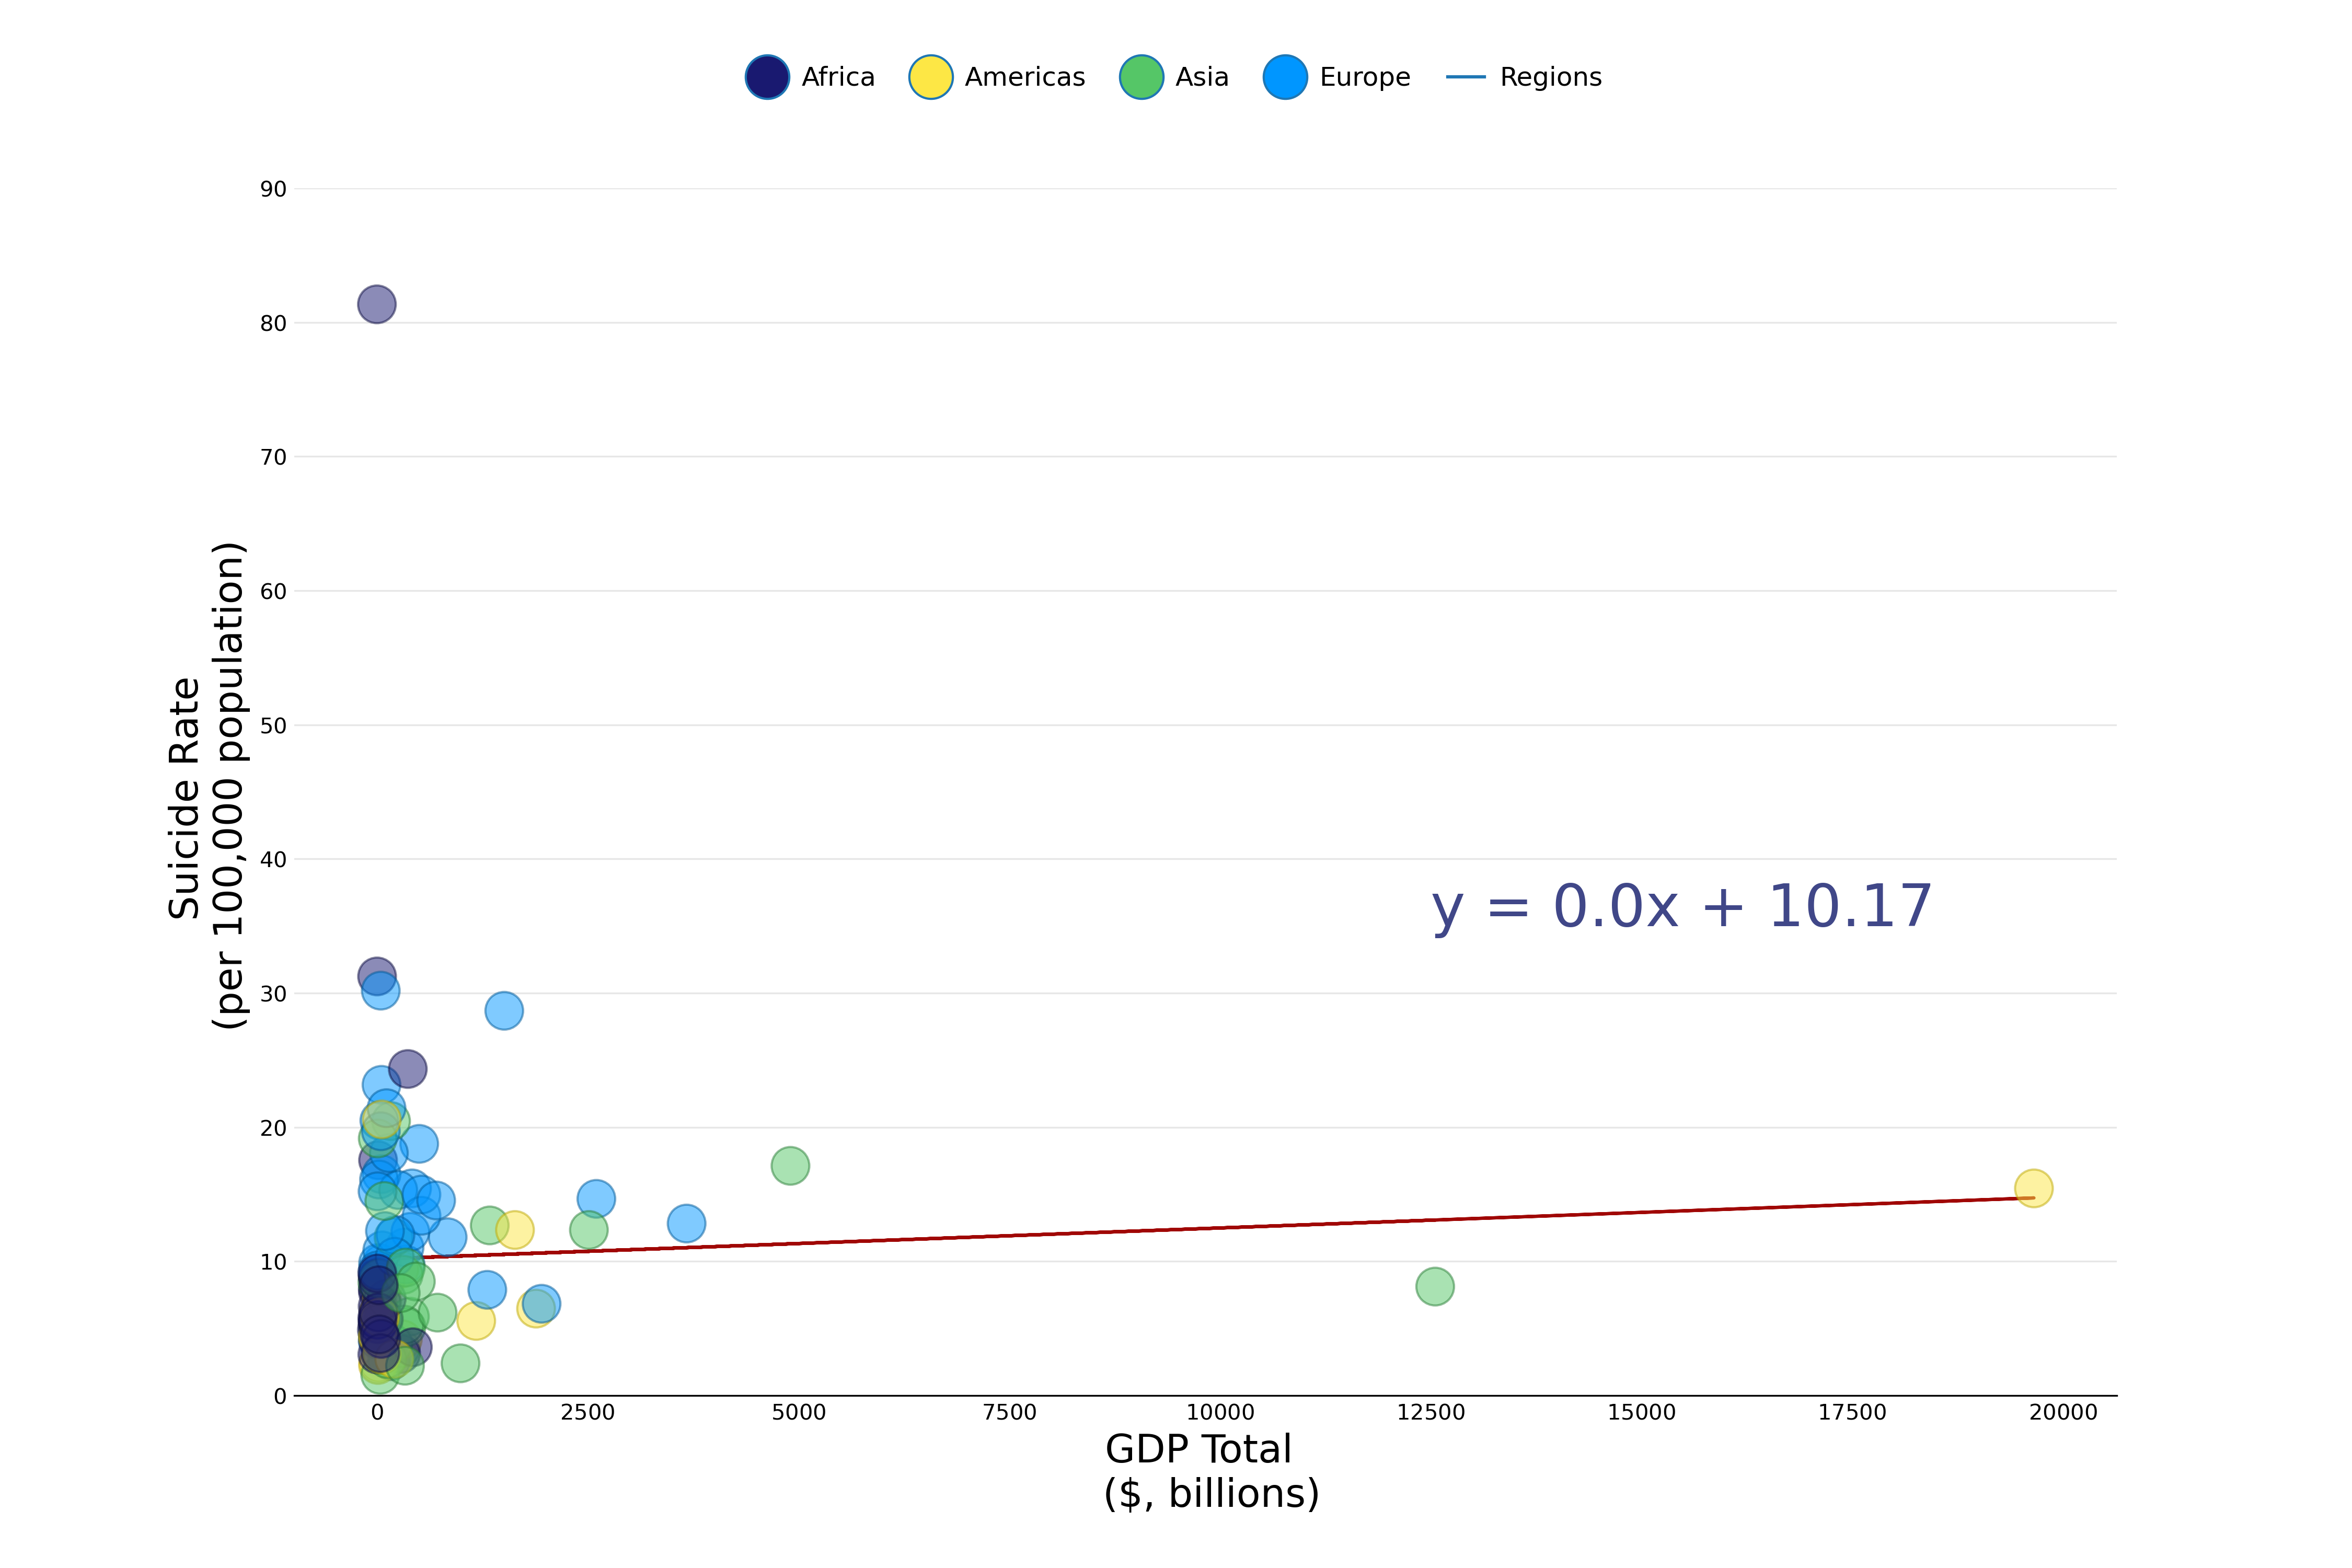 Africa Americas Asia Europe Regions
90
80
70
60
50
40
30
20
10
0
Suicide Rate
(per 100,000 population)
y = 0.0x + 10.17
0 2500 5000 7500 10000 12500 15000 17500 20000
GDP Total
($, billions)